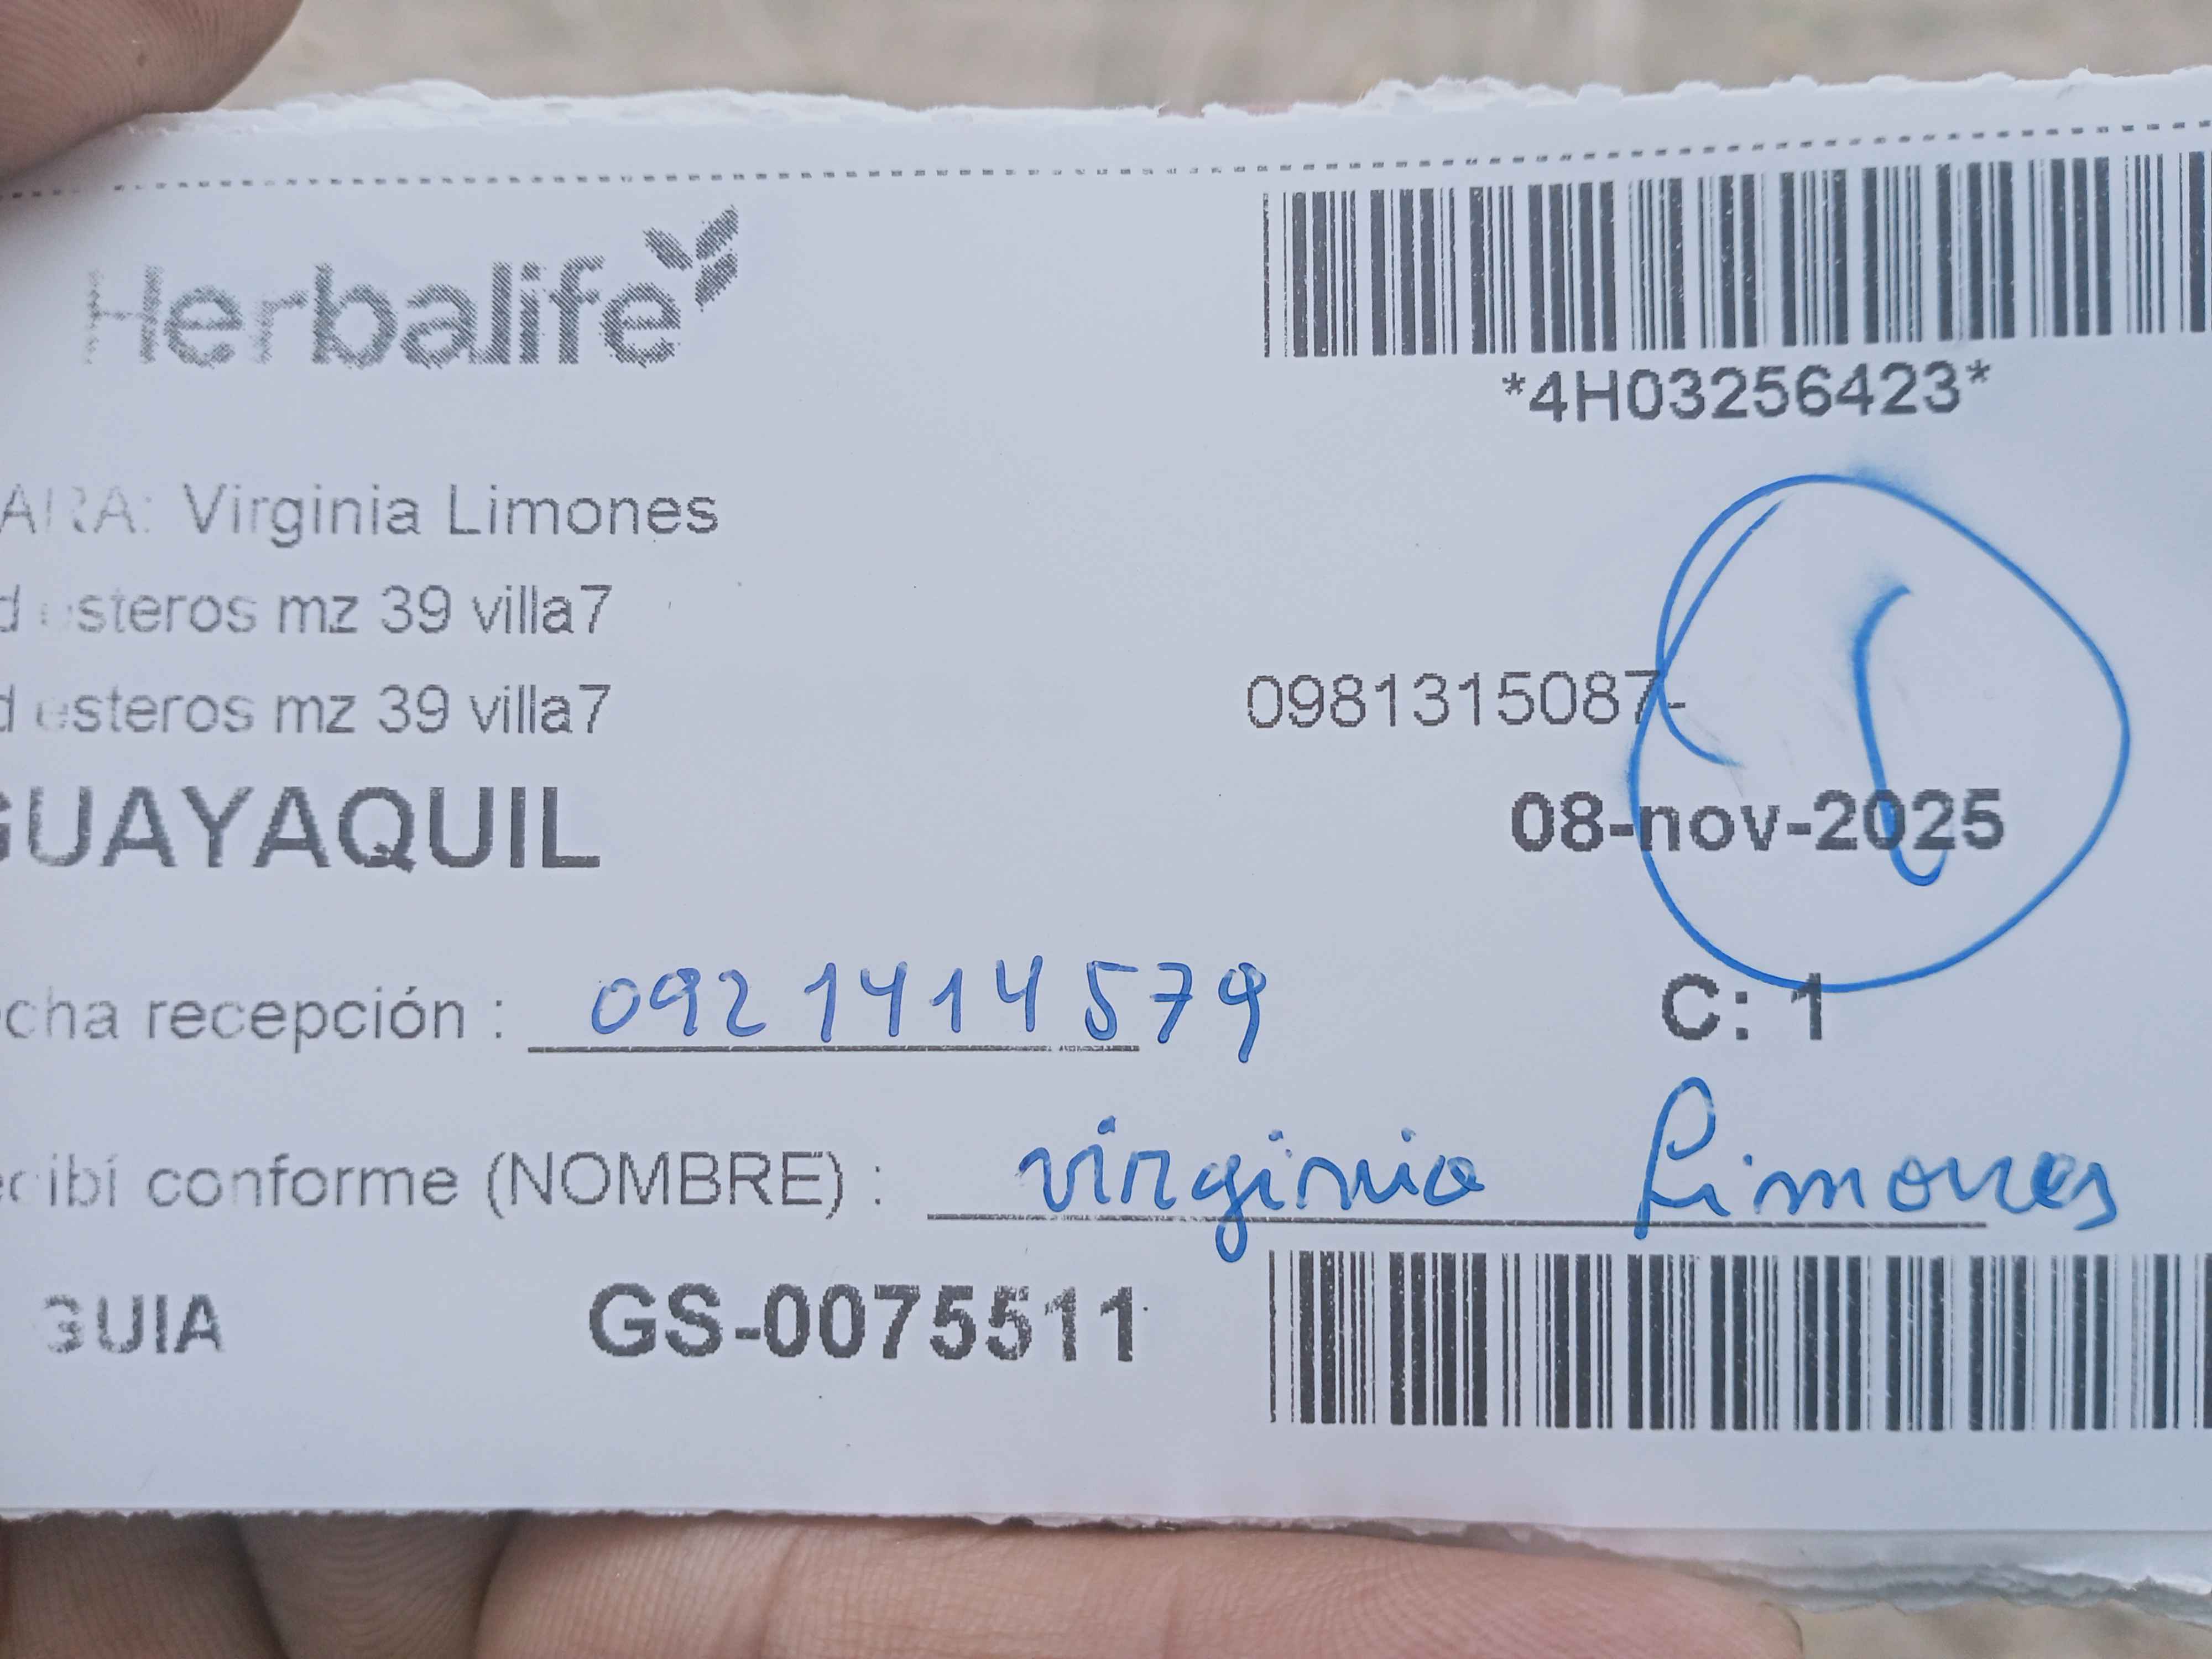 Herbalife
*4H03256423*
ARA: Virginia Limones
d esteros mz 39 villa7
d esteros mz 39 villa7
0981315087-
GUAYAQUIL
08-nov-2025
cha recepción : 0921414579
C: 1
cibí conforme (NOMBRE) : virginia Limones
GUIA GS-0075511